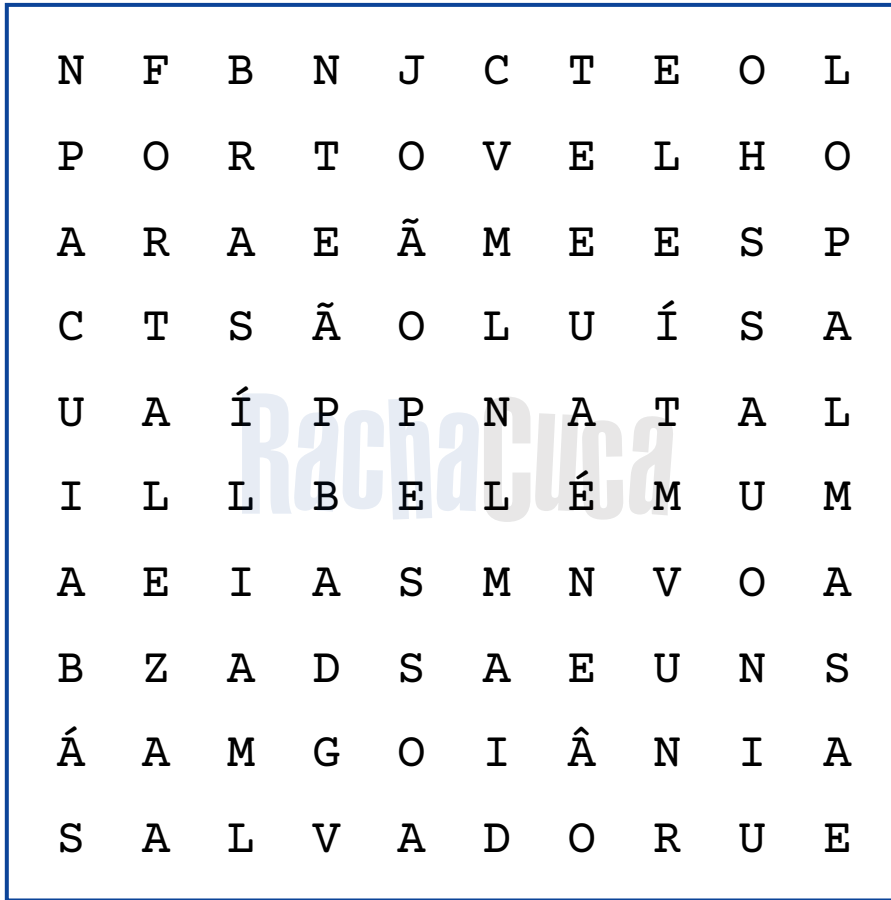 N F B N J C T E O L
P O R T O V E L H O
A R A E Ã M E E S P
C T S Ã O L U Í S A
U A Í P P N A T A L
I L L B E L É M U M
A E I A S M N V O A
B Z A D S A E U N S
Á A M G O I Â N I A
S A L V A D O R U E
RachaCuca